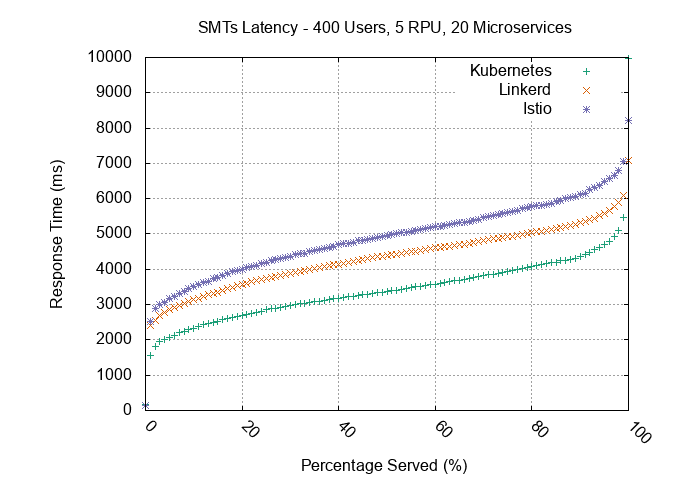 SMTs Latency - 400 Users, 5 RPU, 20 Microservices
10000
9000
8000
7000
6000
5000
4000
3000
2000
1000
0
Response Time (ms)
Kubernetes
Linkerd
Istio
0 20 40 60 80 100
Percentage Served (%)